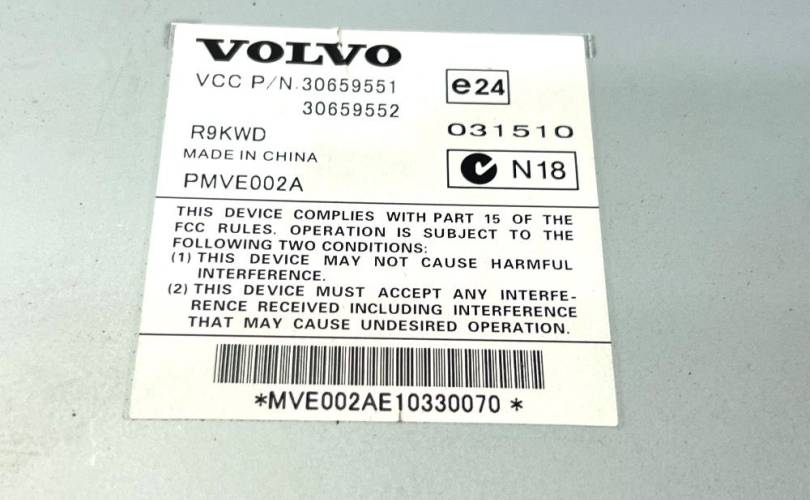 VOLVO
VCC P/N. 30659551
30659552
e24
R9KWD
031510
MADE IN CHINA
N18
PMVE002A
THIS DEVICE COMPLIES WITH PART 15 OF THE
FCC RULES. OPERATION IS SUBJECT TO THE
FOLLOWING TWO CONDITIONS:
(1) THIS DEVICE MAY NOT CAUSE HARMFUL
INTERFERENCE.
(2) THIS DEVICE MUST ACCEPT ANY INTERFE-
RENCE RECEIVED INCLUDING INTERFERENCE
THAT MAY CAUSE UNDESIRED OPERATION.
*MVE002AE10330070 *